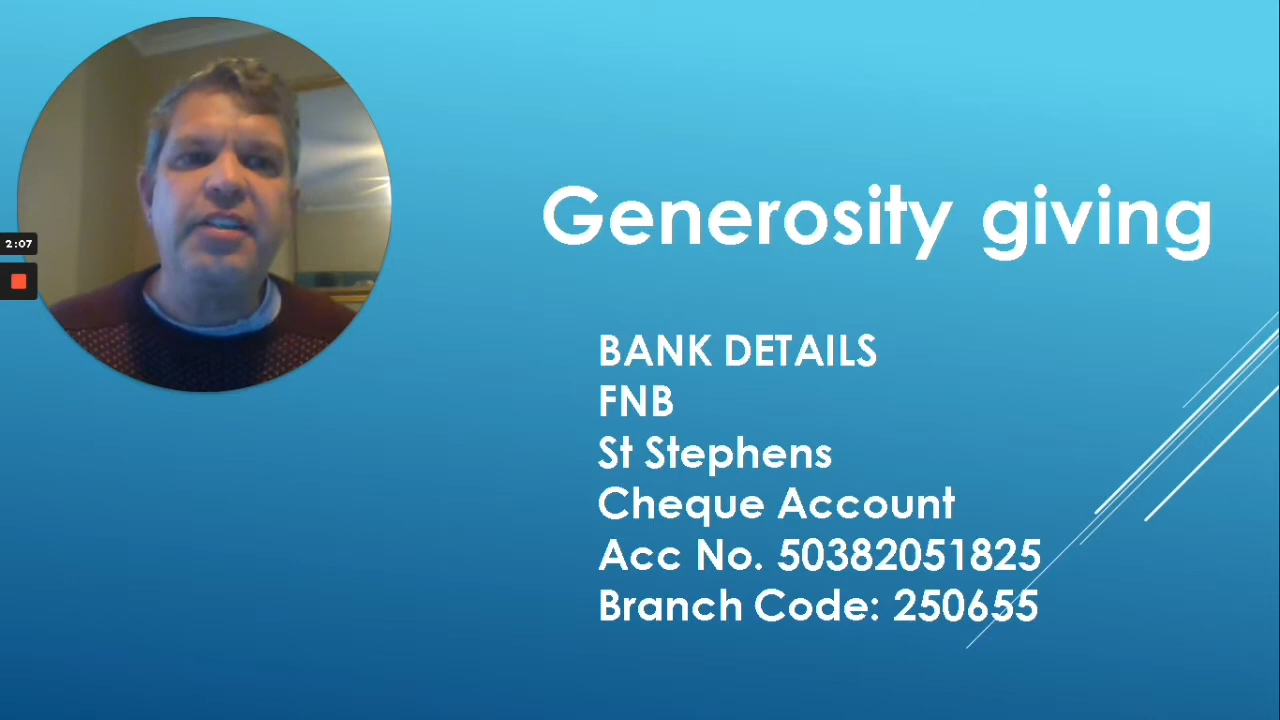 2:07
Generosity giving
BANK DETAILS
FNB
St Stephens
Cheque Account
Acc No. 50382051825
Branch Code: 250655